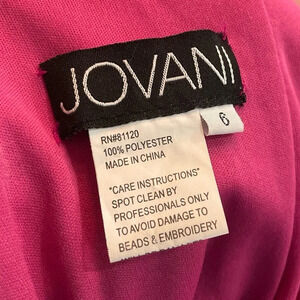 JOVANI
6
RN#81120
100% POLYESTER
MADE IN CHINA
"CARE INSTRUCTIONS"
SPOT CLEAN BY
PROFESSIONALS ONLY
TO AVOID DAMAGE TO
BEADS & EMBROIDERY